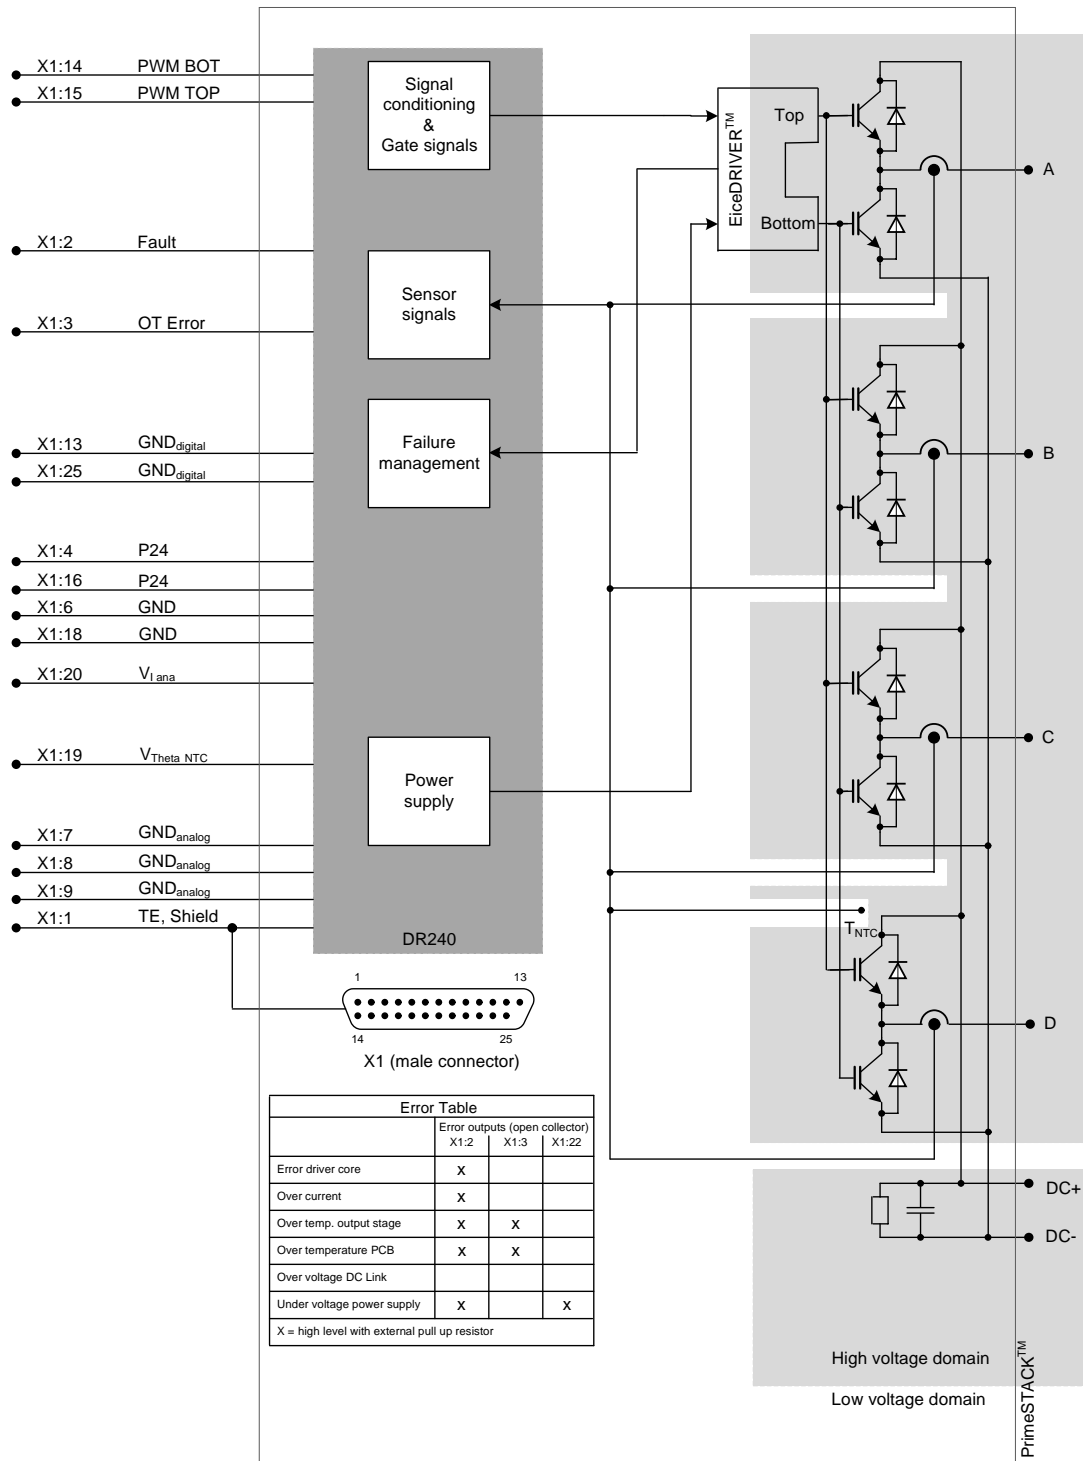 X1:14 PWM BOT
X1:15 PWM TOP
X1:2 Fault
X1:3 OT Error
X1:13 GNDdigital
X1:25 GNDdigital
X1:4 P24
X1:16 P24
X1:6 GND
X1:18 GND
X1:20 VI ana
X1:19 VTheta NTC
X1:7 GNDanalog
X1:8 GNDanalog
X1:9 GNDanalog
X1:1 TE, Shield
Signal
conditioning
&
Gate signals
Sensor
signals
Failure
management
Power
supply
DR240
EiceDRIVER™
Top
Bottom
A
B
C
TNTC
D
DC+
DC-
1 13
14 25
X1 (male connector)
Error Table
Error outputs (open collector)
X1:2 X1:3 X1:22
Error driver core x
Over current x
Over temp. output stage x x
Over temperature PCB x x
Over voltage DC Link
Under voltage power supply x x
X = high level with external pull up resistor
High voltage domain
Low voltage domain
PrimeSTACK™